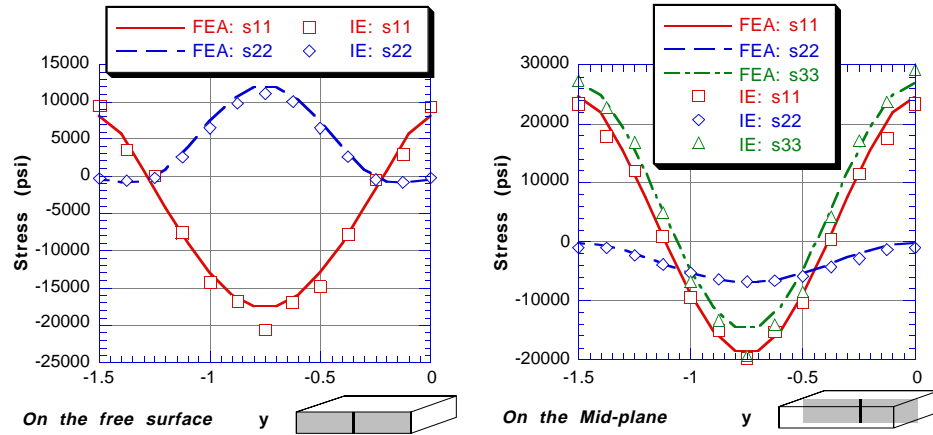 FEA: s11 IE: s11
FEA: s22 IE: s22
Stress (psi)
15000
10000
5000
0
-5000
-10000
-15000
-20000
-25000
-1.5 -1 -0.5 0
On the free surface y
FEA: s11
FEA: s22
FEA: s33
IE: s11
IE: s22
IE: s33
Stress (psi)
30000
20000
10000
0
-10000
-20000
-1.5 -1 -0.5 0
On the Mid-plane y